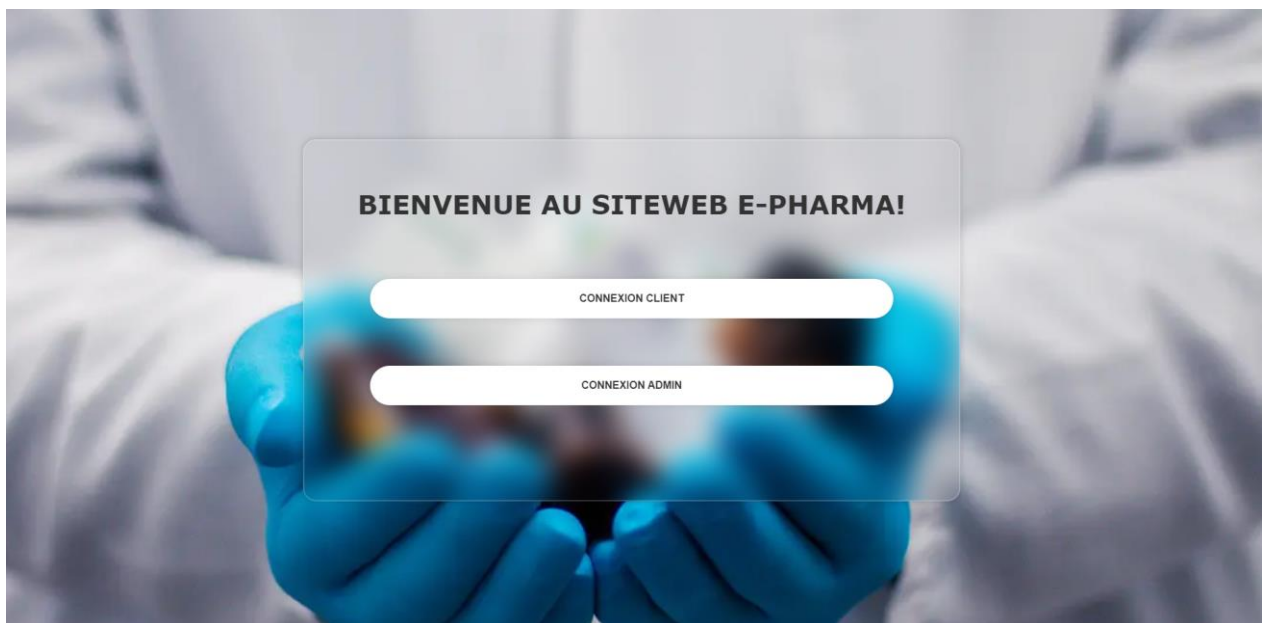 BIENVENUE AU SITEWEB E-PHARMA!
CONNEXION CLIENT
CONNEXION ADMIN